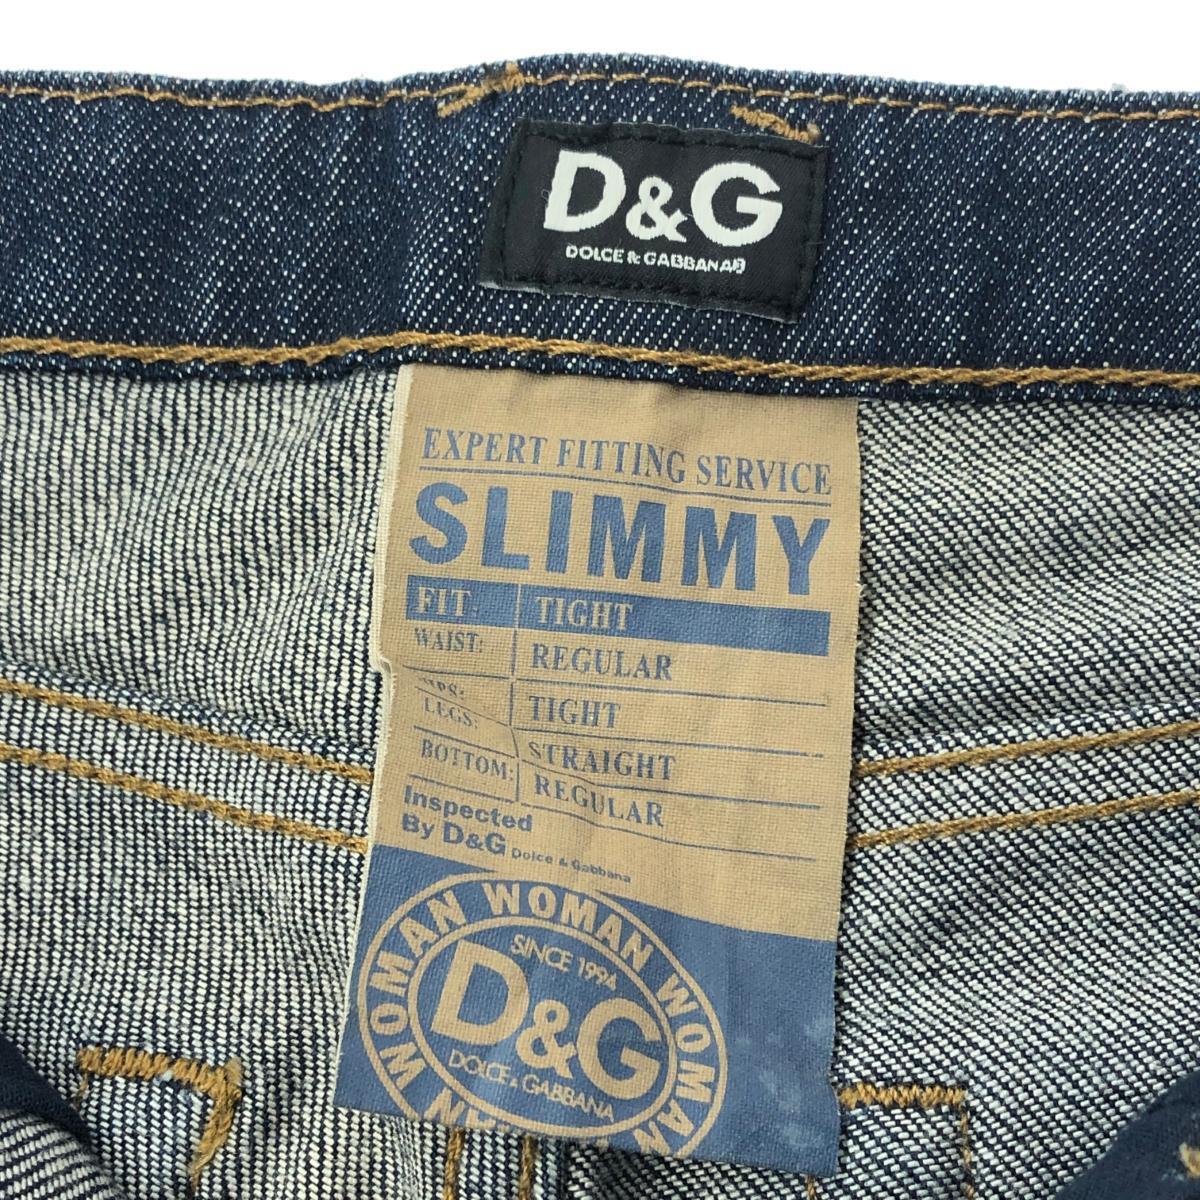 D&G
DOLCE & GABBANA
EXPERT FITTING SERVICE
SLIMMY
FIT: TIGHT
WAIST: REGULAR
TIGHT
LEGS: STRAIGHT
BOTTOM: REGULAR
Inspected
By D&G Dolce & Gabbana
WOMAN WOMAN WOMAN
SINCE 1994
D&G
DOLCE & GABBANA